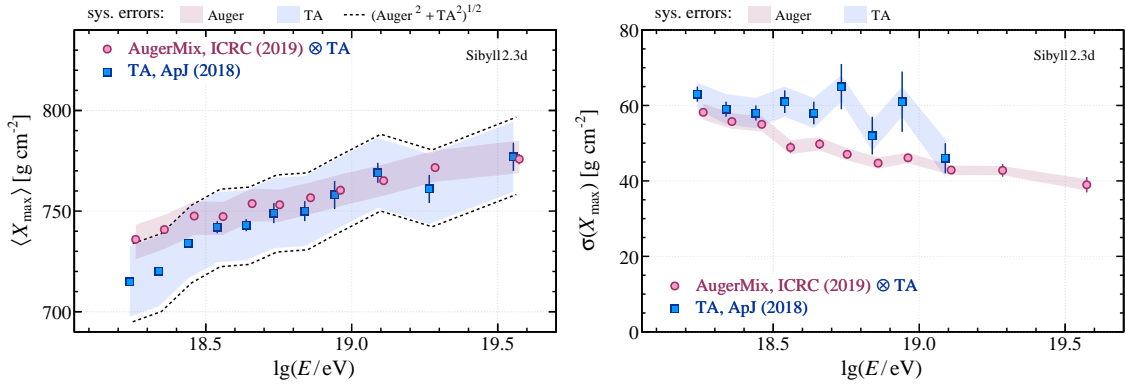 sys. errors: Auger TA (Auger² + TA²)^1/2
AugerMix, ICRC (2019) ⊗ TA
TA, ApJ (2018)
Sibyll2.3d
⟨X_max⟩ [g cm⁻²]
800
750
700
18.5 19.0 19.5
lg(E/eV)
sys. errors: Auger TA
Sibyll2.3d
σ(X_max) [g cm⁻²]
80
60
40
20
0
AugerMix, ICRC (2019) ⊗ TA
TA, ApJ (2018)
18.5 19.0 19.5
lg(E/eV)